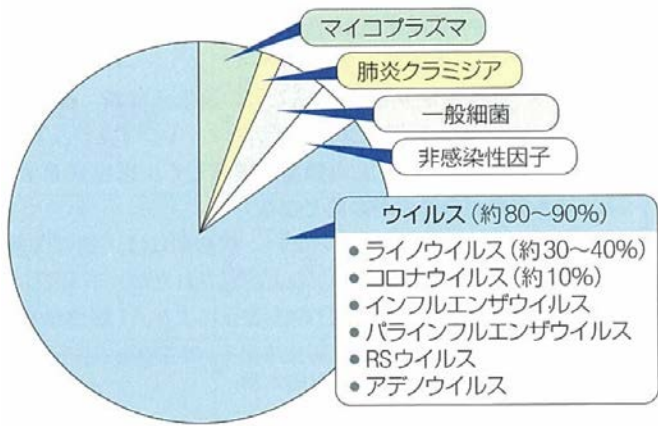 マイコプラズマ
肺炎クラミジア
一般細菌
非感染性因子
ウイルス(約80〜90%)
●ライノウイルス(約30〜40%)
●コロナウイルス(約10%)
●インフルエンザウイルス
●パラインフルエンザウイルス
●RSウイルス
●アデノウイルス